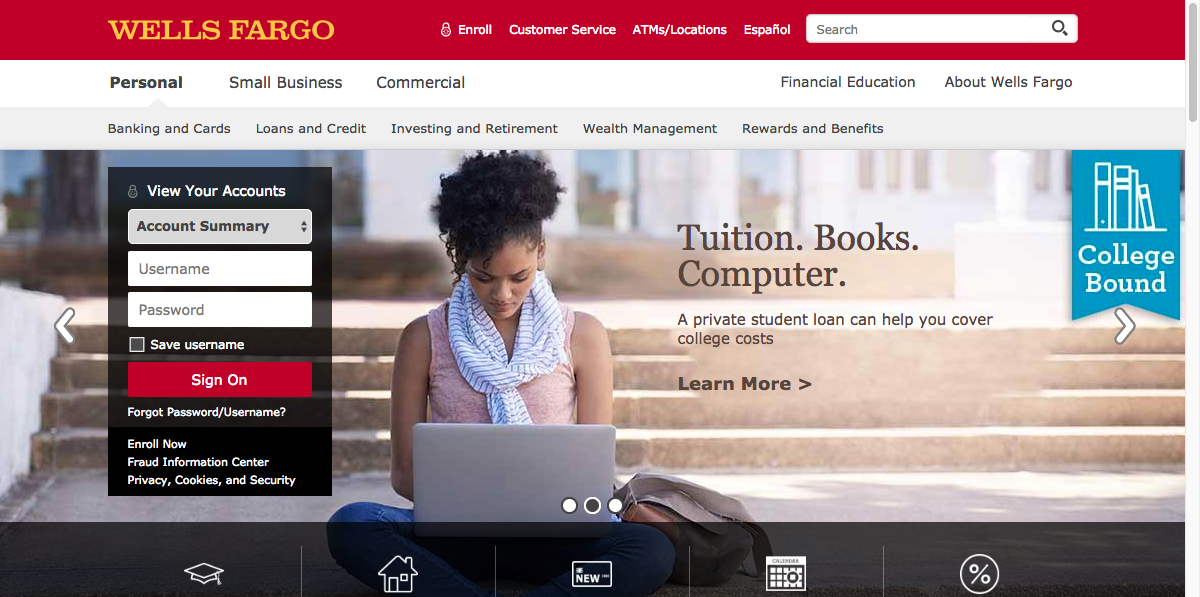 WELLS FARGO
Enroll
Customer Service
ATMs/Locations
Español
Search
Personal
Small Business
Commercial
Financial Education
About Wells Fargo
Banking and Cards
Loans and Credit
Investing and Retirement
Wealth Management
Rewards and Benefits
View Your Accounts
Account Summary
Username
Password
Save username
Sign On
Forgot Password/Username?
Enroll Now
Fraud Information Center
Privacy, Cookies, and Security
Tuition. Books.
Computer.
A private student loan can help you cover
college costs
Learn More >
College
Bound
NEW
CALENDAR
%